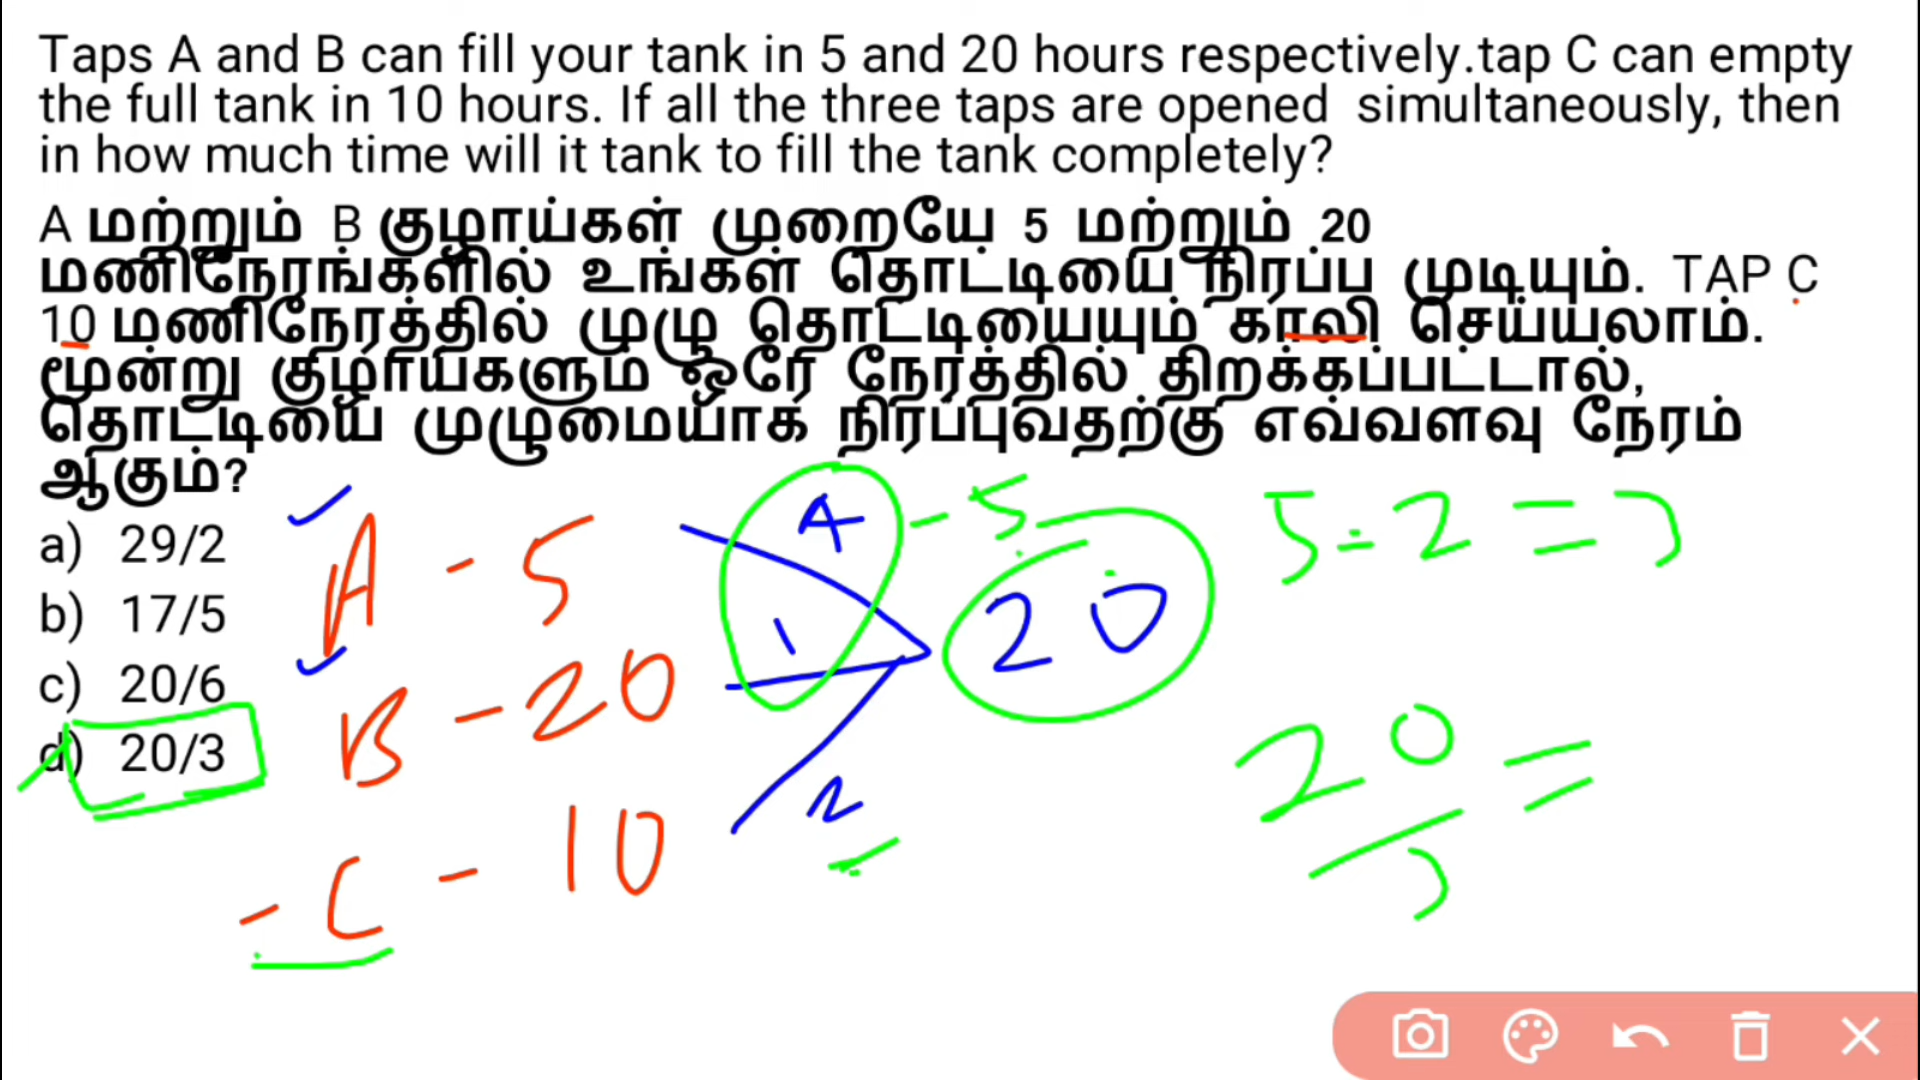 Taps A and B can fill your tank in 5 and 20 hours respectively.tap C can empty
the full tank in 10 hours. If all the three taps are opened simultaneously, then
in how much time will it tank to fill the tank completely?
A மற்றும் B குழாய்கள் முறையே 5 மற்றும் 20
மணிநேரங்களில் உங்கள் தொட்டியை நிரப்ப முடியும். TAP C
10 மணிநேரத்தில் முழு தொட்டியையும் காலி செய்யலாம்.
மூன்று குழாய்களும் ஒரே நேரத்தில் திறக்கப்பட்டால்,
தொட்டியை முழுமையாக நிரப்புவதற்கு எவ்வளவு நேரம்
ஆகும்?
a) 29/2
b) 17/5
c) 20/6
d) 20/3
A - 5
B - 20
- C - 10
4 - 5
1
20
2
5 - 2 = 3
20/3 =